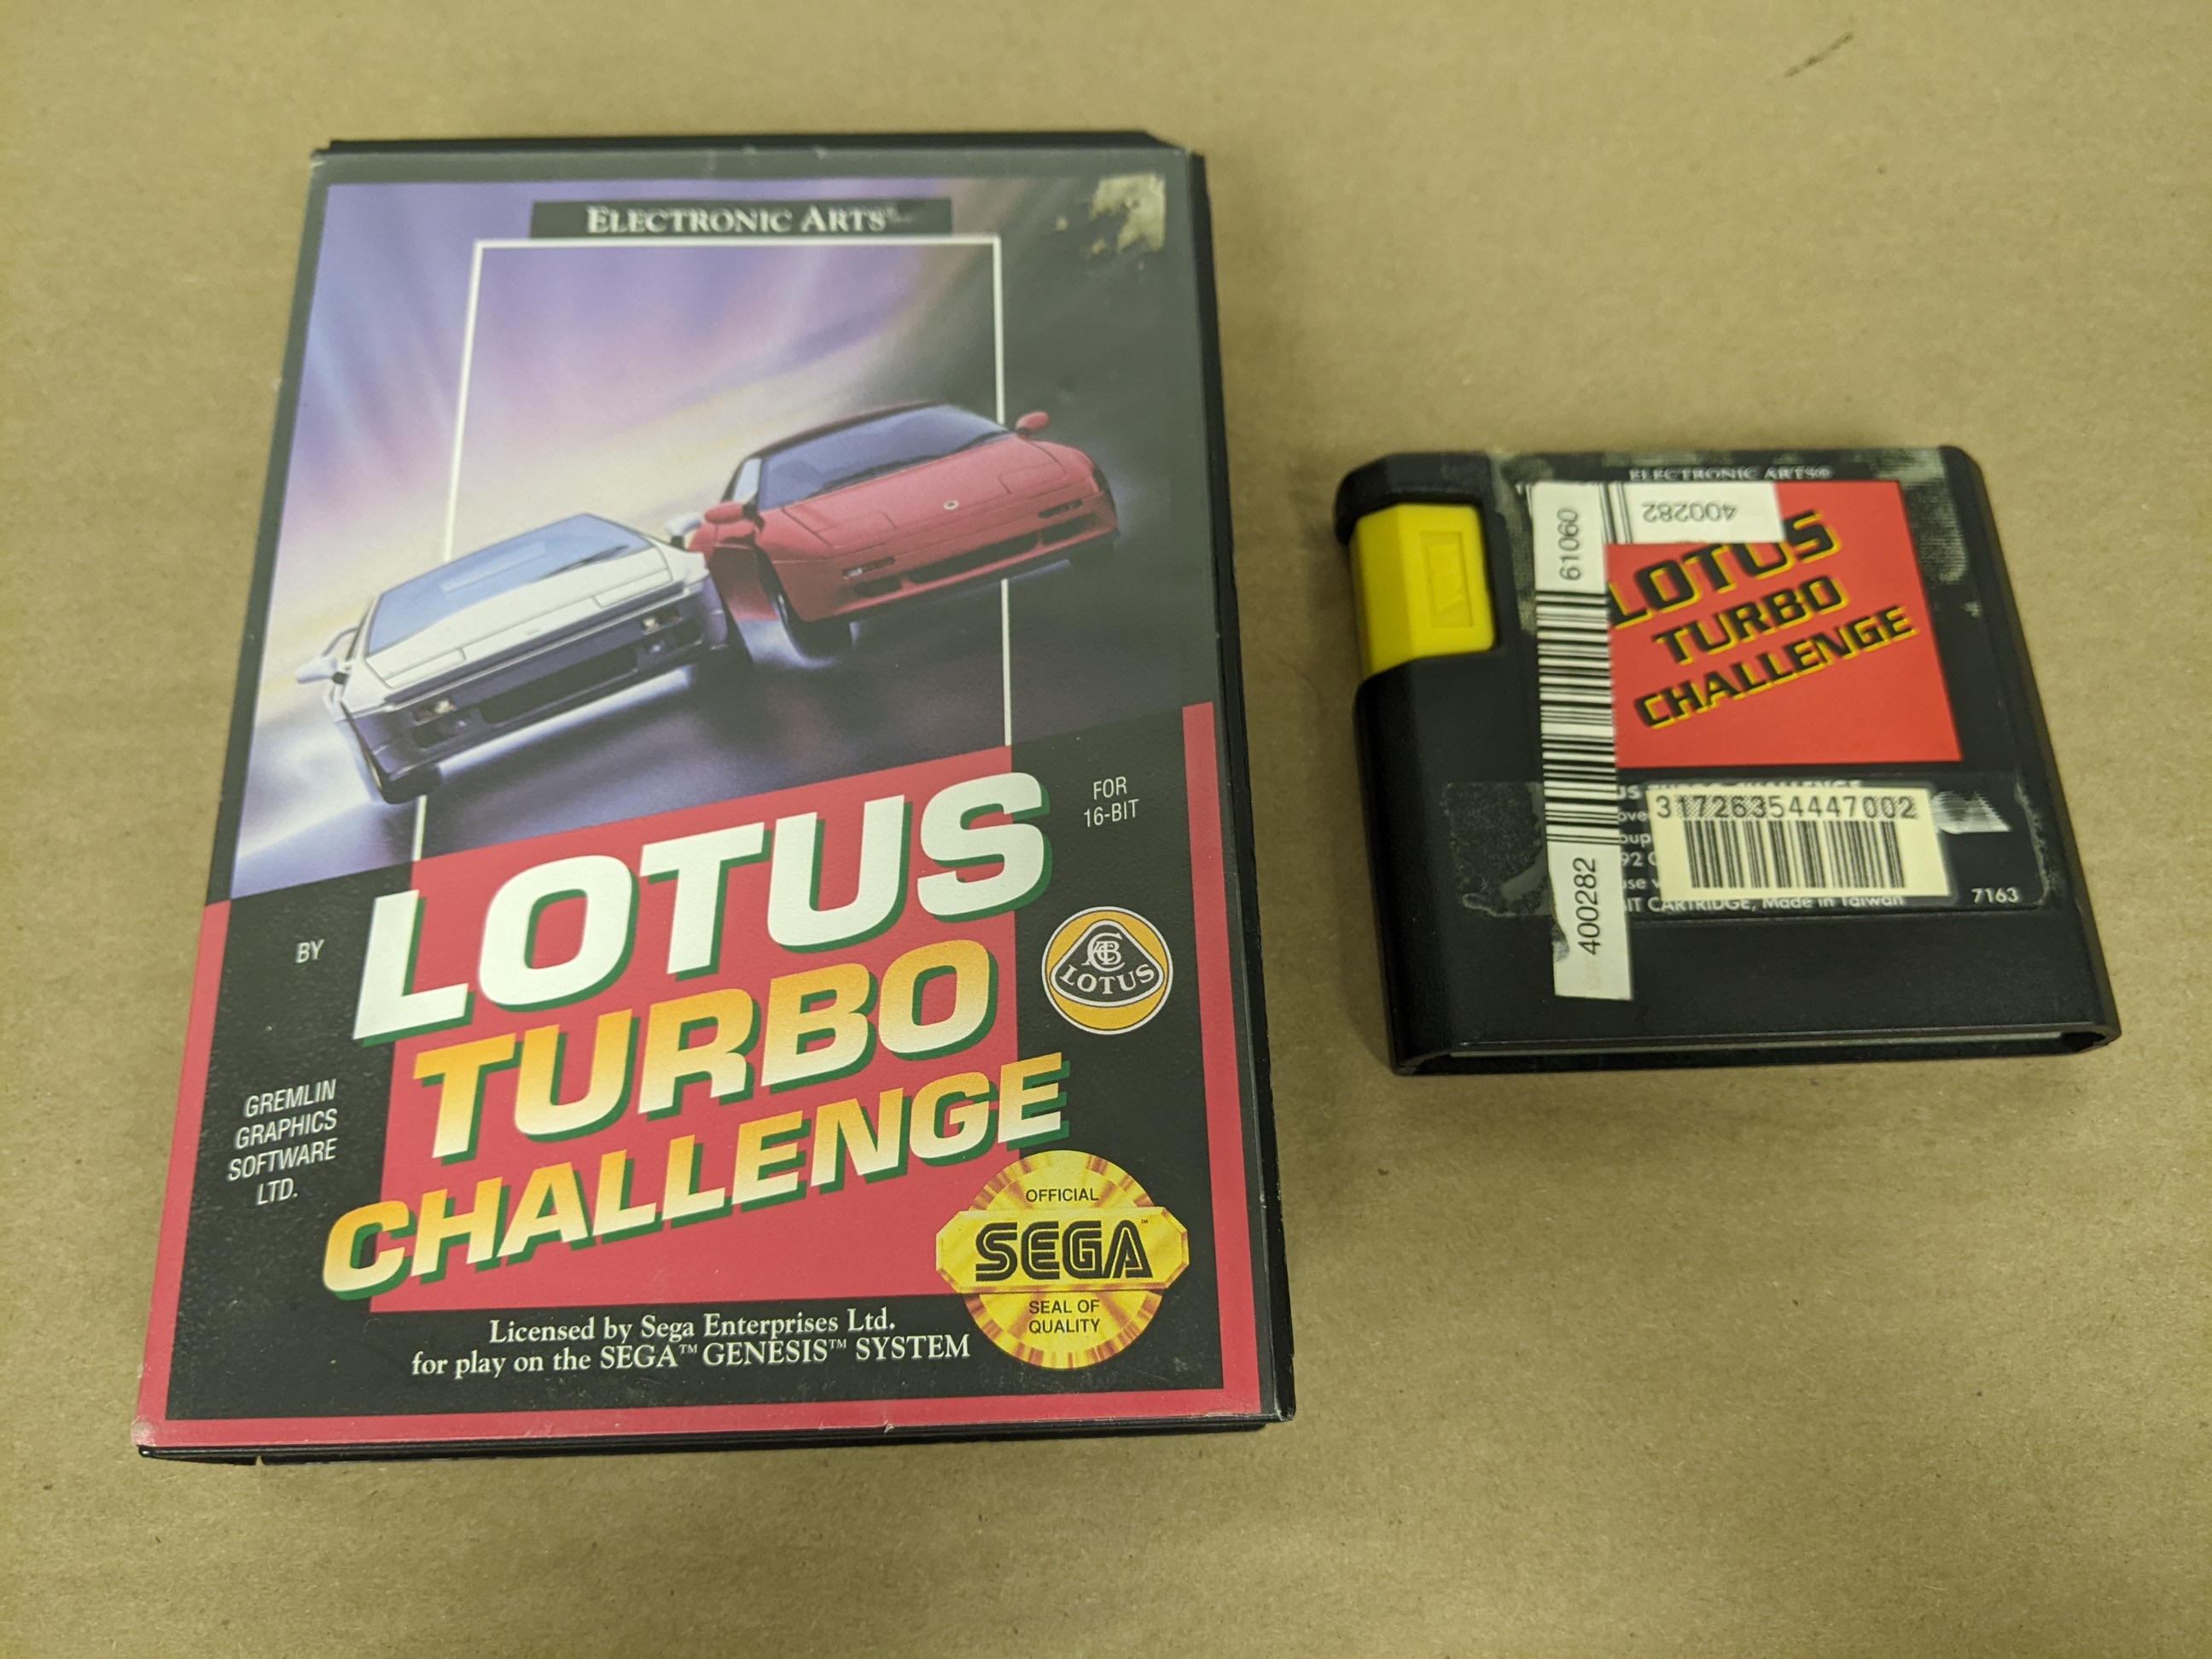 ELECTRONIC ARTS
FOR
16-BIT
BY
LOTUS
TURBO
CHALLENGE
LOTUS
GREMLIN
GRAPHICS
SOFTWARE
LTD.
OFFICIAL
SEGA™
SEAL OF
QUALITY
Licensed by Sega Enterprises Ltd.
for play on the SEGA™ GENESIS™ SYSTEM
ELECTRONIC ARTS®
400282
61060
LOTUS
TURBO
CHALLENGE
31726354447002
400282
CARTRIDGE, Made in Taiwan
7163